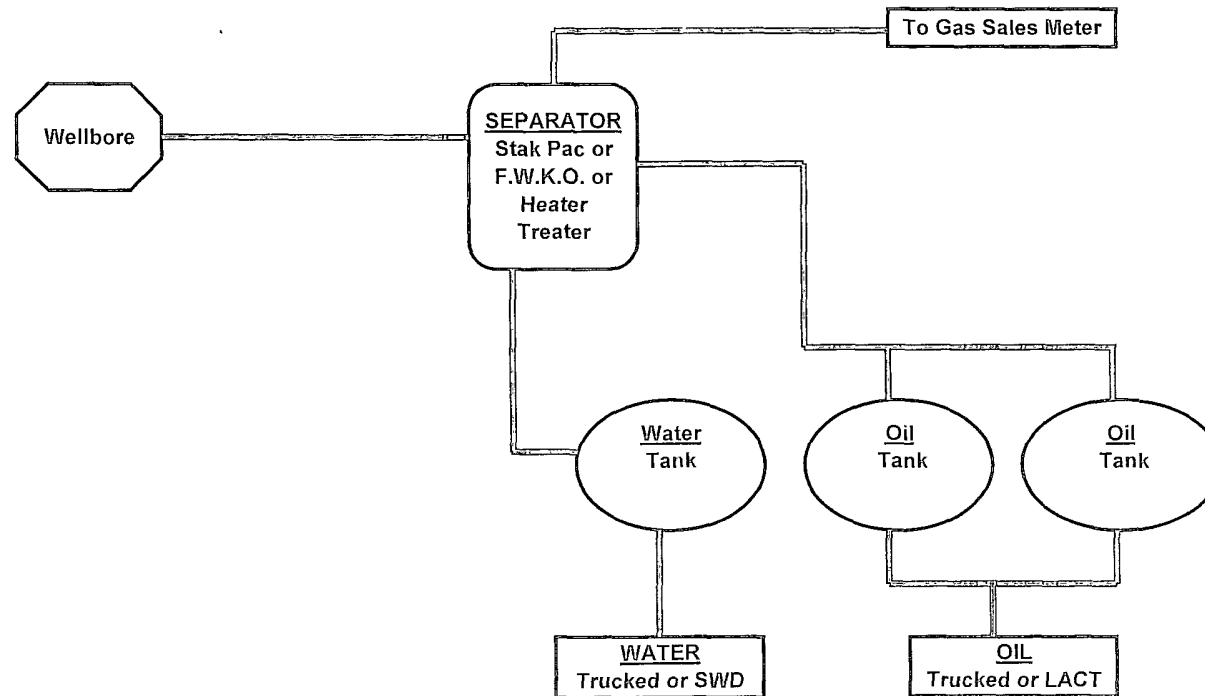 To Gas Sales Meter
Wellbore
SEPARATOR
Stak Pac or
F.W.K.O. or
Heater
Treater
Water
Tank
Oil
Tank
Oil
Tank
WATER
Trucked or SWD
OIL
Trucked or LACT